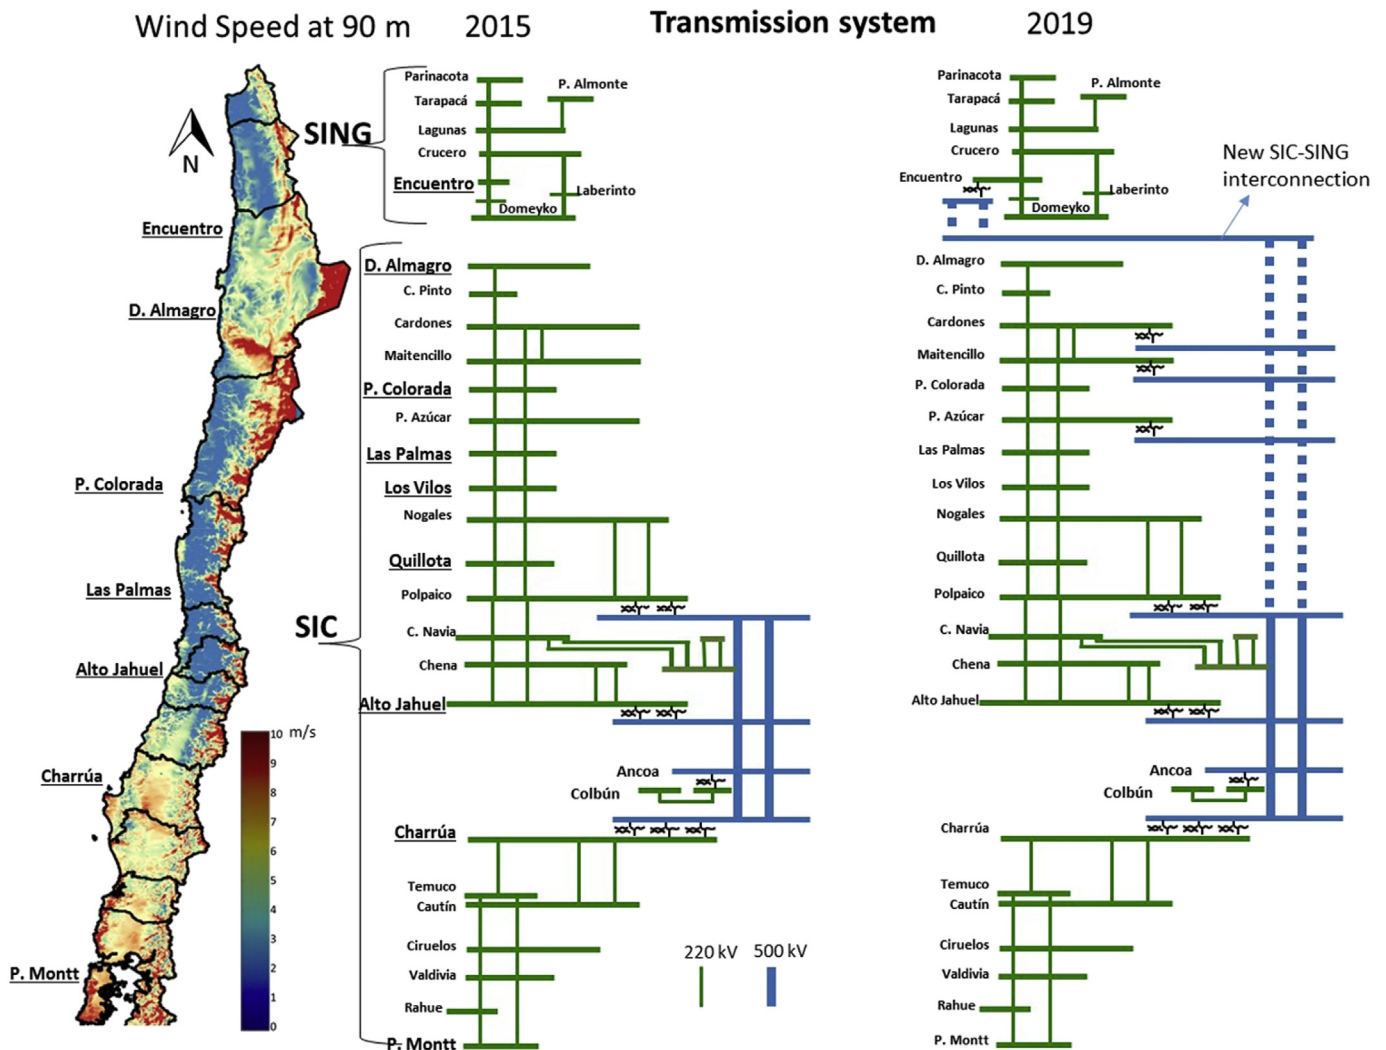 Wind Speed at 90 m
2015
Transmission system
2019
N
Encuentro
D. Almagro
P. Colorada
Las Palmas
Alto Jahuel
Charrúa
P. Montt
10 m/s
9
8
7
6
5
4
3
2
1
0
SING
SIC
Parinacota
P. Almonte
Tarapacá
Lagunas
Crucero
Encuentro
Laberinto
Domeyko
D. Almagro
C. Pinto
Cardones
Maitencillo
P. Colorada
P. Azúcar
Las Palmas
Los Vilos
Nogales
Quillota
Polpaico
C. Navia
Chena
Alto Jahuel
Ancoa
Colbún
Charrúa
Temuco
Cautín
Ciruelos
Valdivia
Rahue
P. Montt
220 kV
500 kV
Parinacota
P. Almonte
Tarapacá
Lagunas
Crucero
Encuentro
Laberinto
Domeyko
New SIC-SING
interconnection
D. Almagro
C. Pinto
Cardones
Maitencillo
P. Colorada
P. Azúcar
Las Palmas
Los Vilos
Nogales
Quillota
Polpaico
C. Navia
Chena
Alto Jahuel
Ancoa
Colbún
Charrúa
Temuco
Cautín
Ciruelos
Valdivia
Rahue
P. Montt